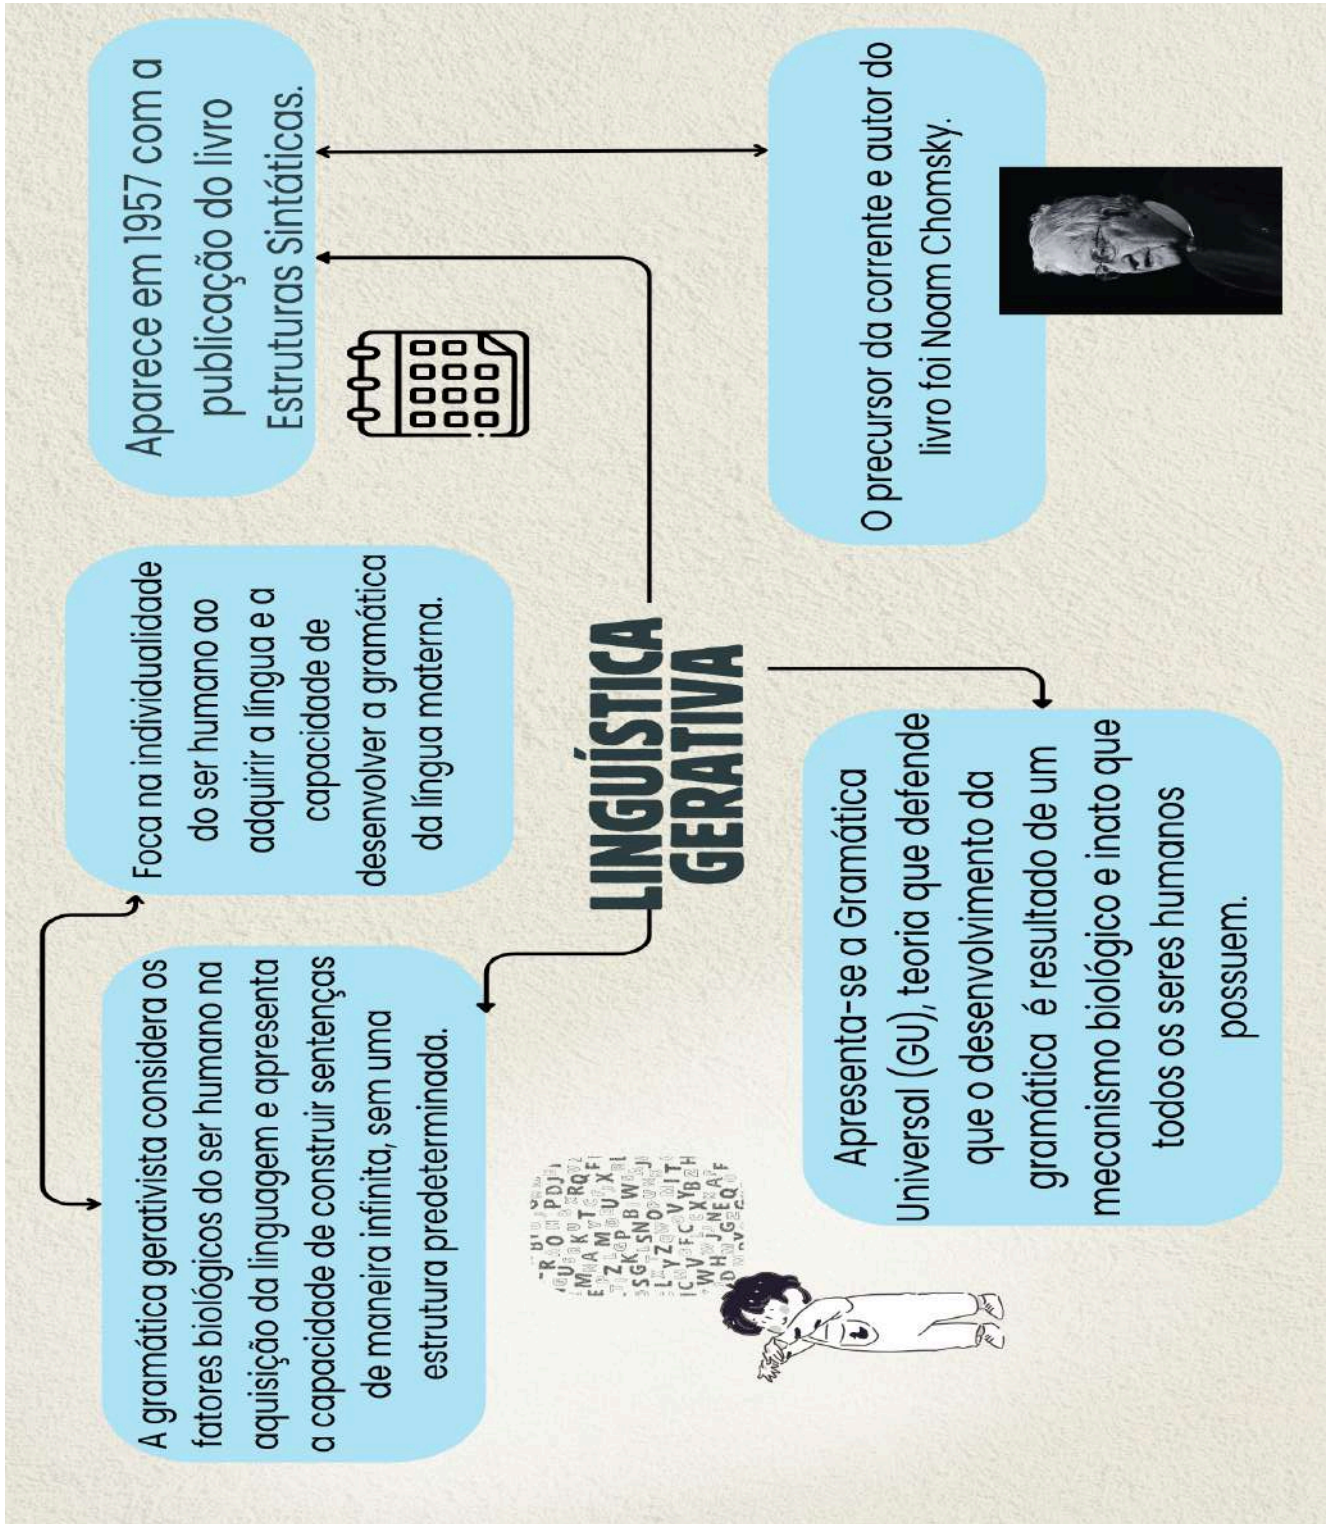 A gramática gerativista considera os
fatores biológicos do ser humano na
aquisição da linguagem e apresenta
a capacidade de construir sentenças
de maneira infinita, sem uma
estrutura predeterminada.
Foca na individualidade
do ser humano ao
adquirir a língua e a
capacidade de
desenvolver a gramática
da língua materna.
Aparece em 1957 com a
publicação do livro
Estruturas Sintáticas.
LINGUÍSTICA
GERATIVA
Apresenta-se a Gramática
Universal (GU), teoria que defende
que o desenvolvimento da
gramática é resultado de um
mecanismo biológico e inato que
todos os seres humanos
possuem.
O precursor da corrente e autor do
livro foi Noam Chomsky.